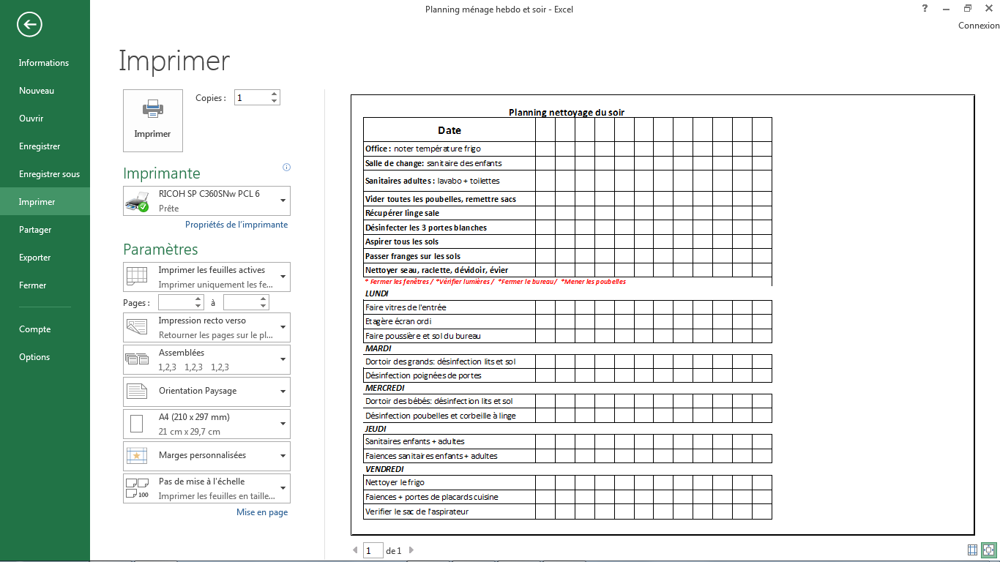 Planning ménage hebdo et soir - Excel
?
Connexion
Informations
Nouveau
Ouvrir
Enregistrer
Enregistrer sous
Imprimer
Partager
Exporter
Fermer
Compte
Options
Imprimer
Imprimer
Copies : 1
Imprimante
RICOH SP C360SNw PCL 6
Prête
Propriétés de l'imprimante
Paramètres
Imprimer les feuilles actives
Imprimer uniquement les fe...
Pages : à
Impression recto verso
Retourner les pages sur le pl...
Assemblées
1,2,3 1,2,3 1,2,3
Orientation Paysage
A4 (210 x 297 mm)
21 cm x 29,7 cm
Marges personnalisées
Pas de mise à l'échelle
100 Imprimer les feuilles en taille...
Mise en page
Planning nettoyage du soir
Date
Office : noter température frigo
Salle de change: sanitaire des enfants
Sanitaires adultes : lavabo + toilettes
Vider toutes les poubelles, remettre sacs
Récupérer linge sale
Désinfecter les 3 portes blanches
Aspirer tous les sols
Passer franges sur les sols
Nettoyer seau, raclette, dévidoir, évier
* Fermer les fenêtres / *Vérifier lumières / *Fermer le bureau/ *Mener les poubelles
LUNDI
Faire vitres de l'entrée
Etagère écran ordi
Faire poussière et sol du bureau
MARDI
Dortoir des grands: désinfection lits et sol
Désinfection poignées de portes
MERCREDI
Dortoir des bébés: désinfection lits et sol
Désinfection poubelles et corbeille à linge
JEUDI
Sanitaires enfants + adultes
Faiences sanitaires enfants + adultes
VENDREDI
Nettoyer le frigo
Faiences + portes de placards cuisine
Verifier le sac de l'aspirateur
1 de 1